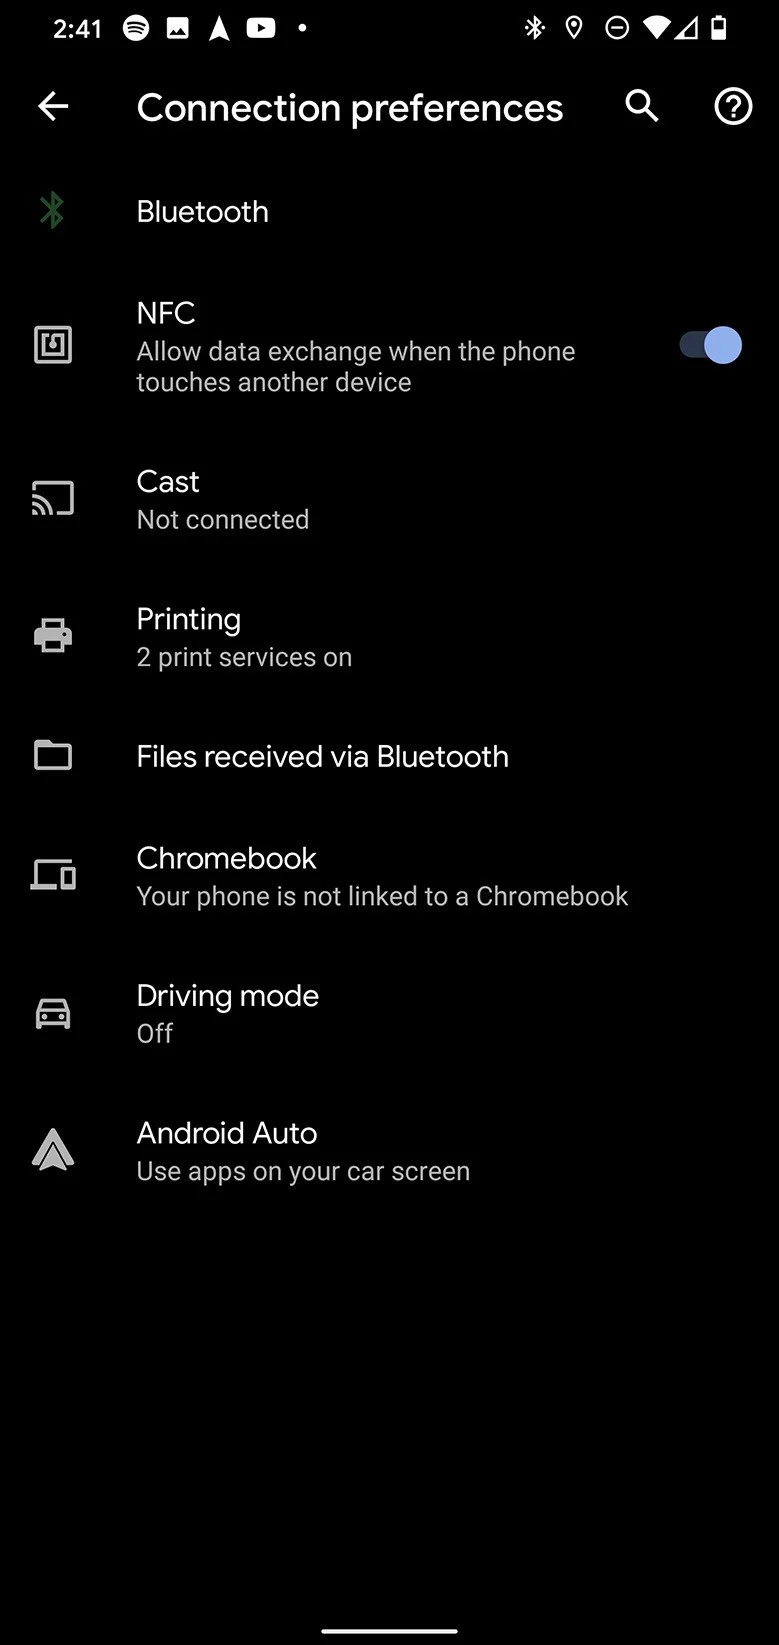 2:41
Connection preferences
Bluetooth
NFC
Allow data exchange when the phone
touches another device
Cast
Not connected
Printing
2 print services on
Files received via Bluetooth
Chromebook
Your phone is not linked to a Chromebook
Driving mode
Off
Android Auto
Use apps on your car screen